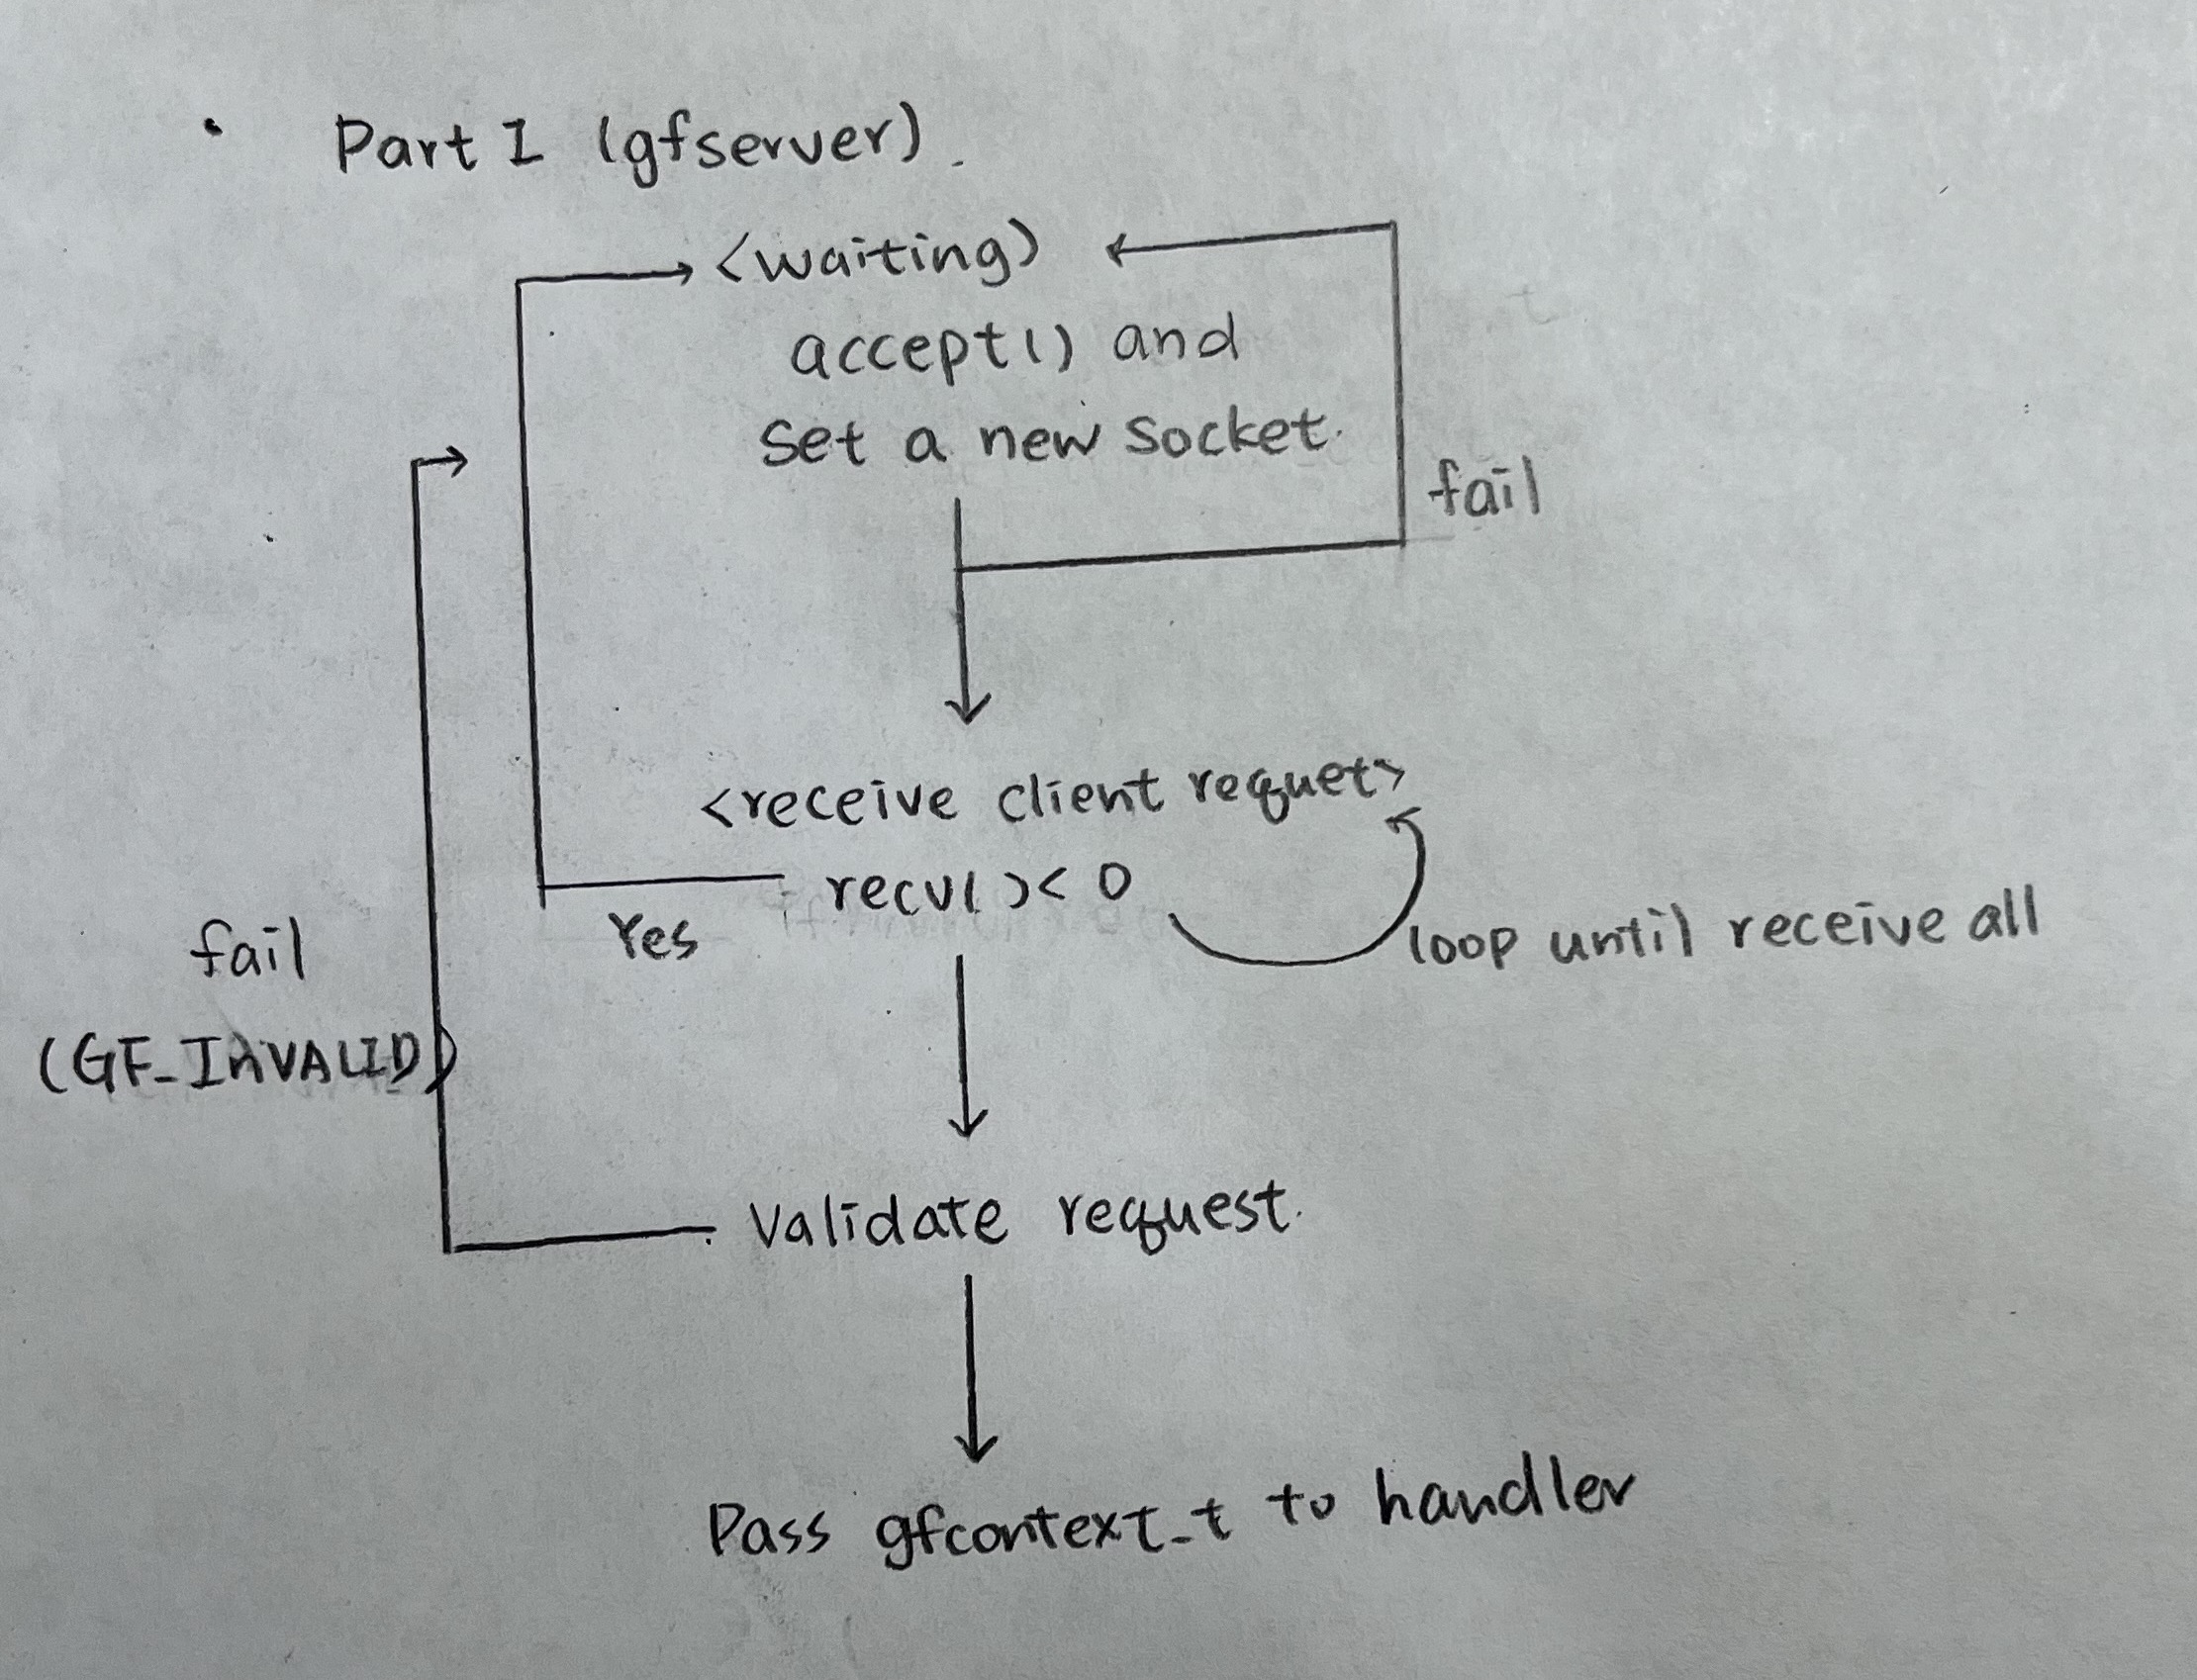 • Part I (gfserver).
<waiting>
accept() and
Set a new socket.
fail
<receive client requet>
recv( ) < 0
Yes
loop until receive all
fail
(GF_INVALID)
Validate request.
Pass gfcontext_t to handler